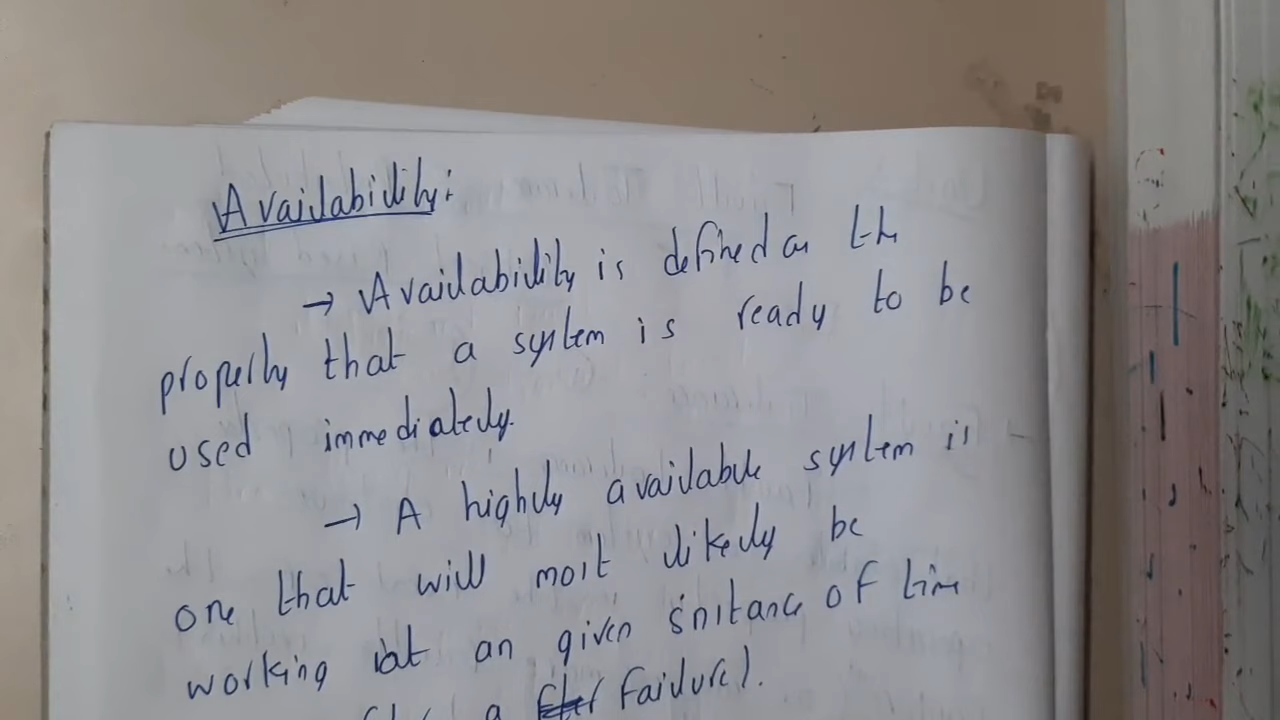 Availability:
→ Availability is defined as the
property that a system is ready to be
used immediately.
→ A highly available system is
one that will most likely be
working at an given instance of time
a failure).